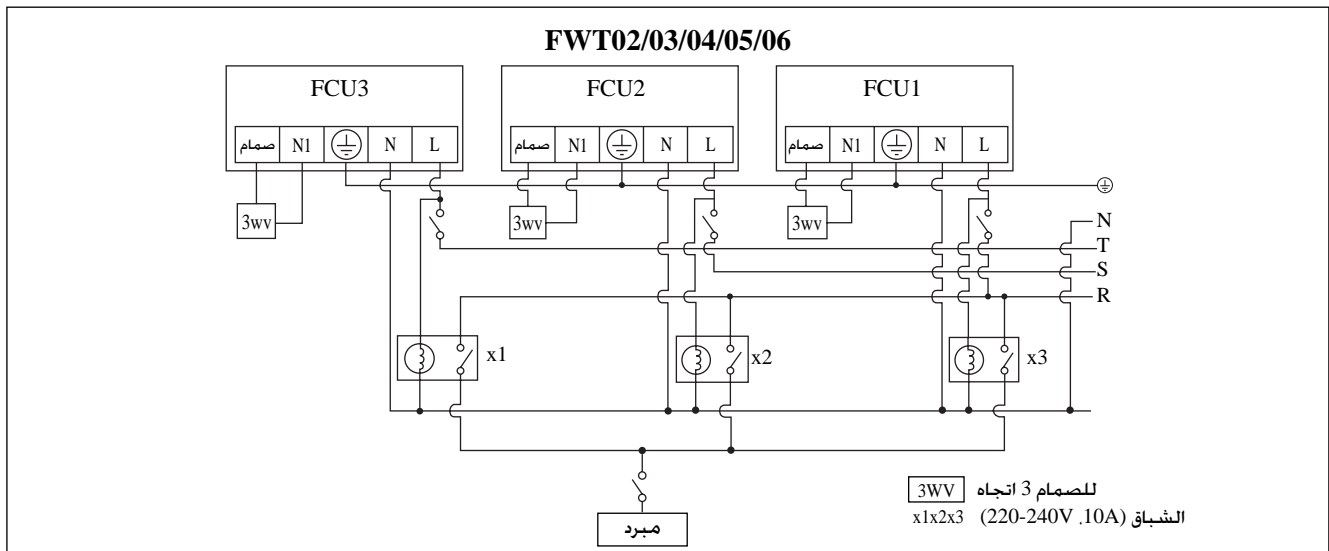 FWT02/03/04/05/06
FCU3
FCU2
FCU1
صمام N1 N L
صمام N1 N L
صمام N1 N L
3wv
3wv
3wv
N
T
S
R
x1
x2
x3
مبرد
3WV للصمام 3 اتجاه
x1x2x3 (220-240V ,10A) الشباق